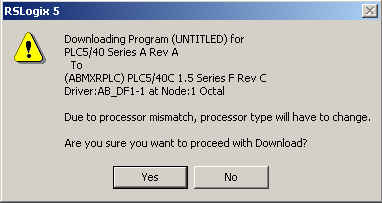 RSLogix 5
Downloading Program (UNTITLED) for
PLC5/40 Series A Rev A
To
(ABMXRPLC) PLC5/40C 1.5 Series F Rev C
Driver:AB_DF1-1 at Node:1 Octal
Due to processor mismatch, processor type will have to change.
Are you sure you want to proceed with Download?
Yes
No